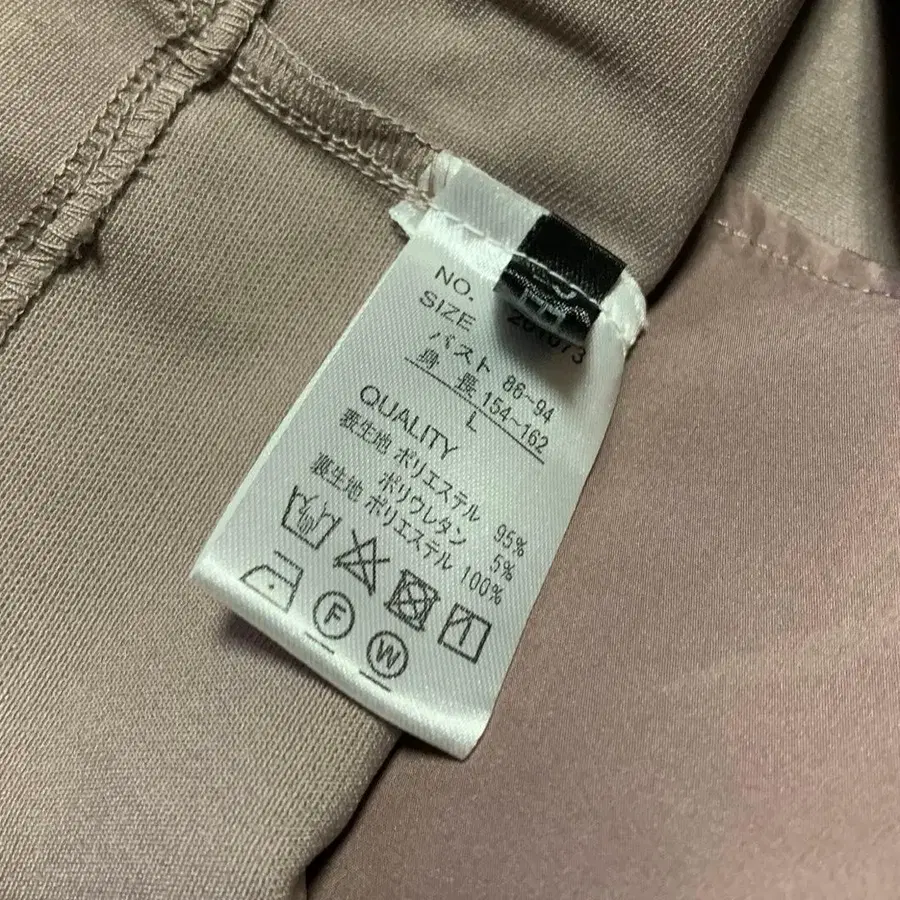 NO.
SIZE
バスト 86~94
身 長 154~162
L
QUALITY
表生地 ポリエステル 95%
ポリウレタン 5%
裏生地 ポリエステル 100%
F
W